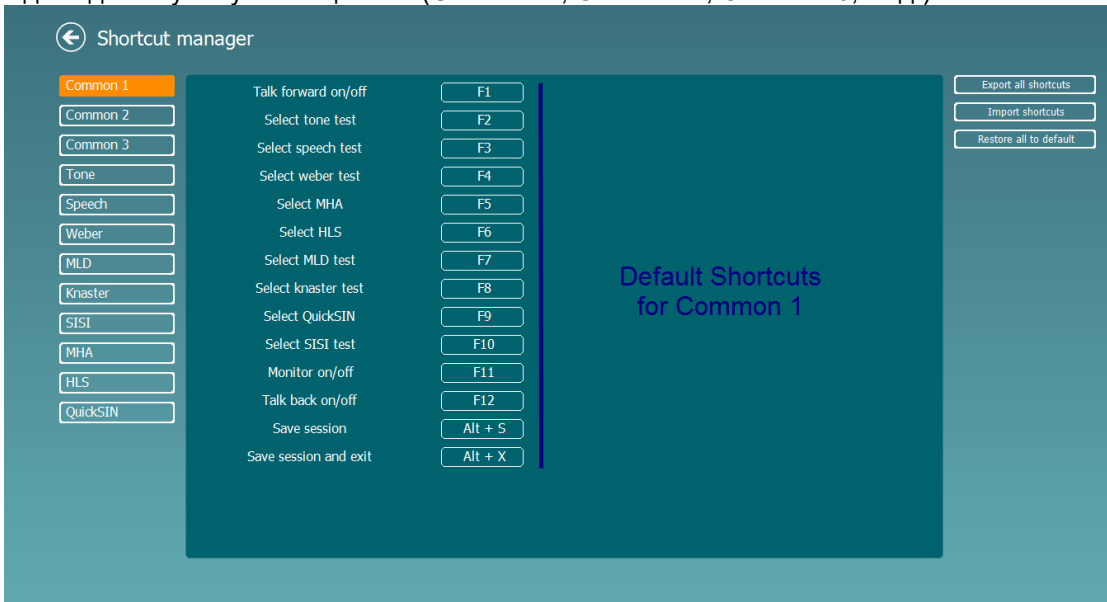 Shortcut manager
Common 1
Common 2
Common 3
Tone
Speech
Weber
MLD
Knaster
SISI
MHA
HLS
QuickSIN
Talk forward on/off F1
Select tone test F2
Select speech test F3
Select weber test F4
Select MHA F5
Select HLS F6
Select MLD test F7
Select knaster test F8
Select QuickSIN F9
Select SISI test F10
Monitor on/off F11
Talk back on/off F12
Save session Alt + S
Save session and exit Alt + X
Default Shortcuts
for Common 1
Export all shortcuts
Import shortcuts
Restore all to default